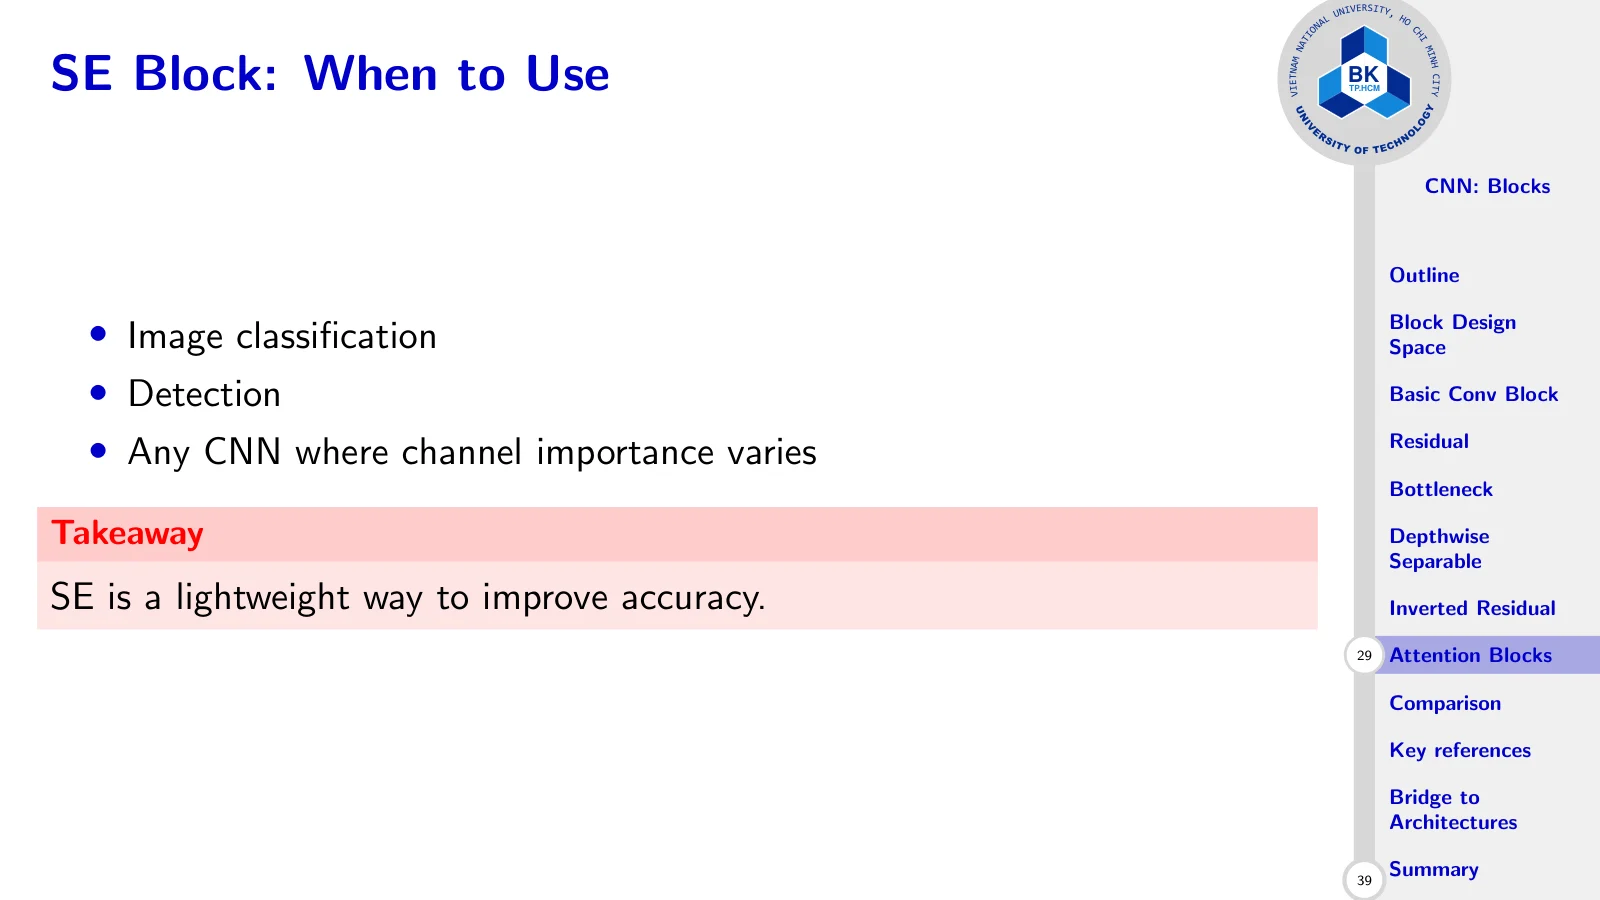 SE Block: When to Use
• Image classification
• Detection
• Any CNN where channel importance varies
Takeaway
SE is a lightweight way to improve accuracy.
VIETNAM NATIONAL UNIVERSITY, HO CHI MINH CITY
BK
TP.HCM
UNIVERSITY OF TECHNOLOGY
CNN: Blocks
Outline
Block Design
Space
Basic Conv Block
Residual
Bottleneck
Depthwise
Separable
Inverted Residual
29 Attention Blocks
Comparison
Key references
Bridge to
Architectures
Summary
39